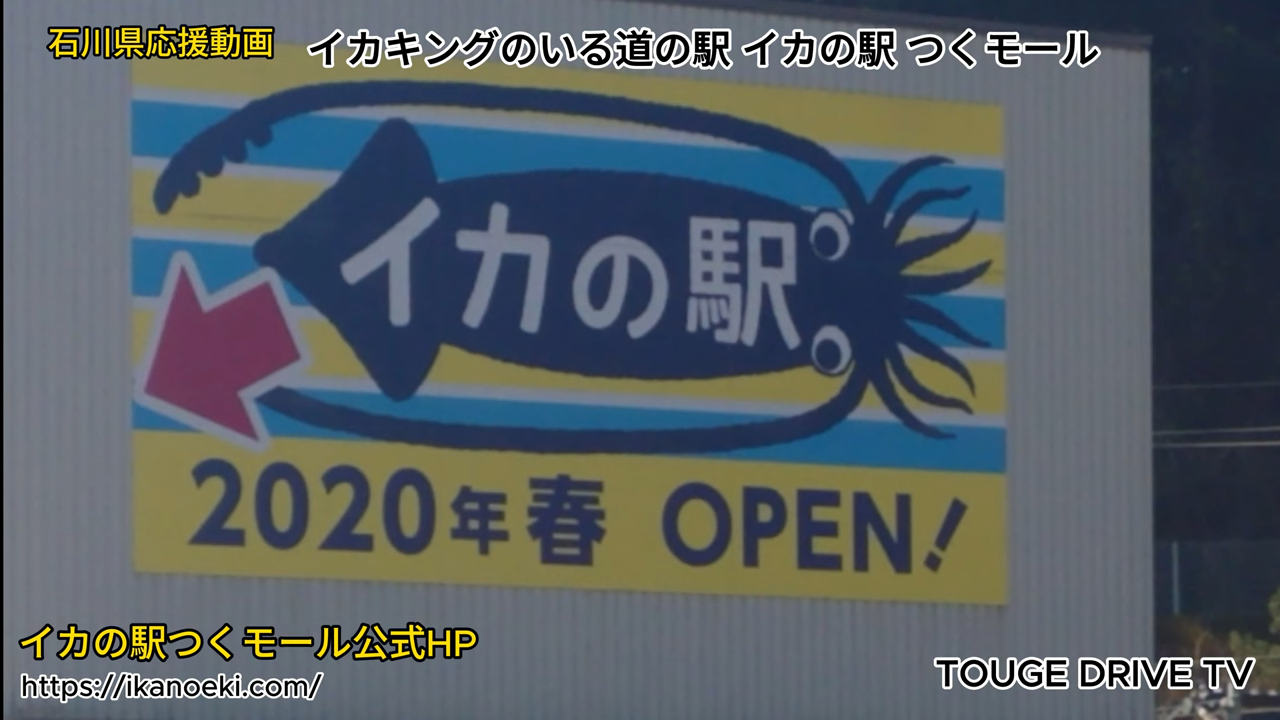 石川県応援動画
イカキングのいる道の駅 イカの駅 つくモール
イカの駅
2020年春 OPEN!
イカの駅つくモール公式HP
https://ikanoeki.com/
TOUGE DRIVE TV